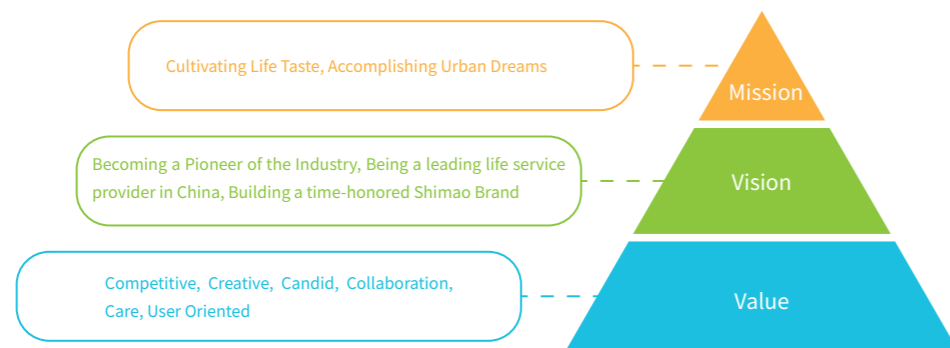 Cultivating Life Taste, Accomplishing Urban Dreams
Mission
Becoming a Pioneer of the Industry, Being a leading life service
provider in China, Building a time-honored Shimao Brand
Vision
Competitive, Creative, Candid, Collaboration,
Care, User Oriented
Value